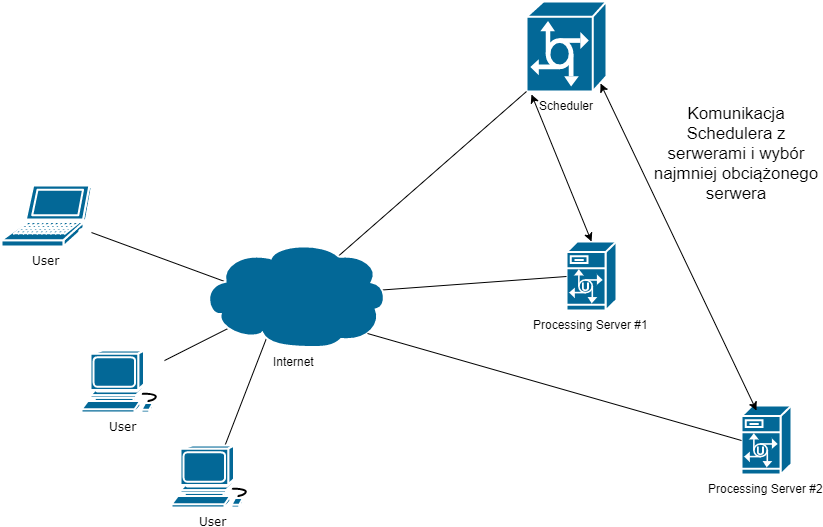 Scheduler
Komunikacja
Schedulera z
serwerami i wybór
najmniej obciążonego
serwera
User
Processing Server #1
Internet
User
Processing Server #2
User